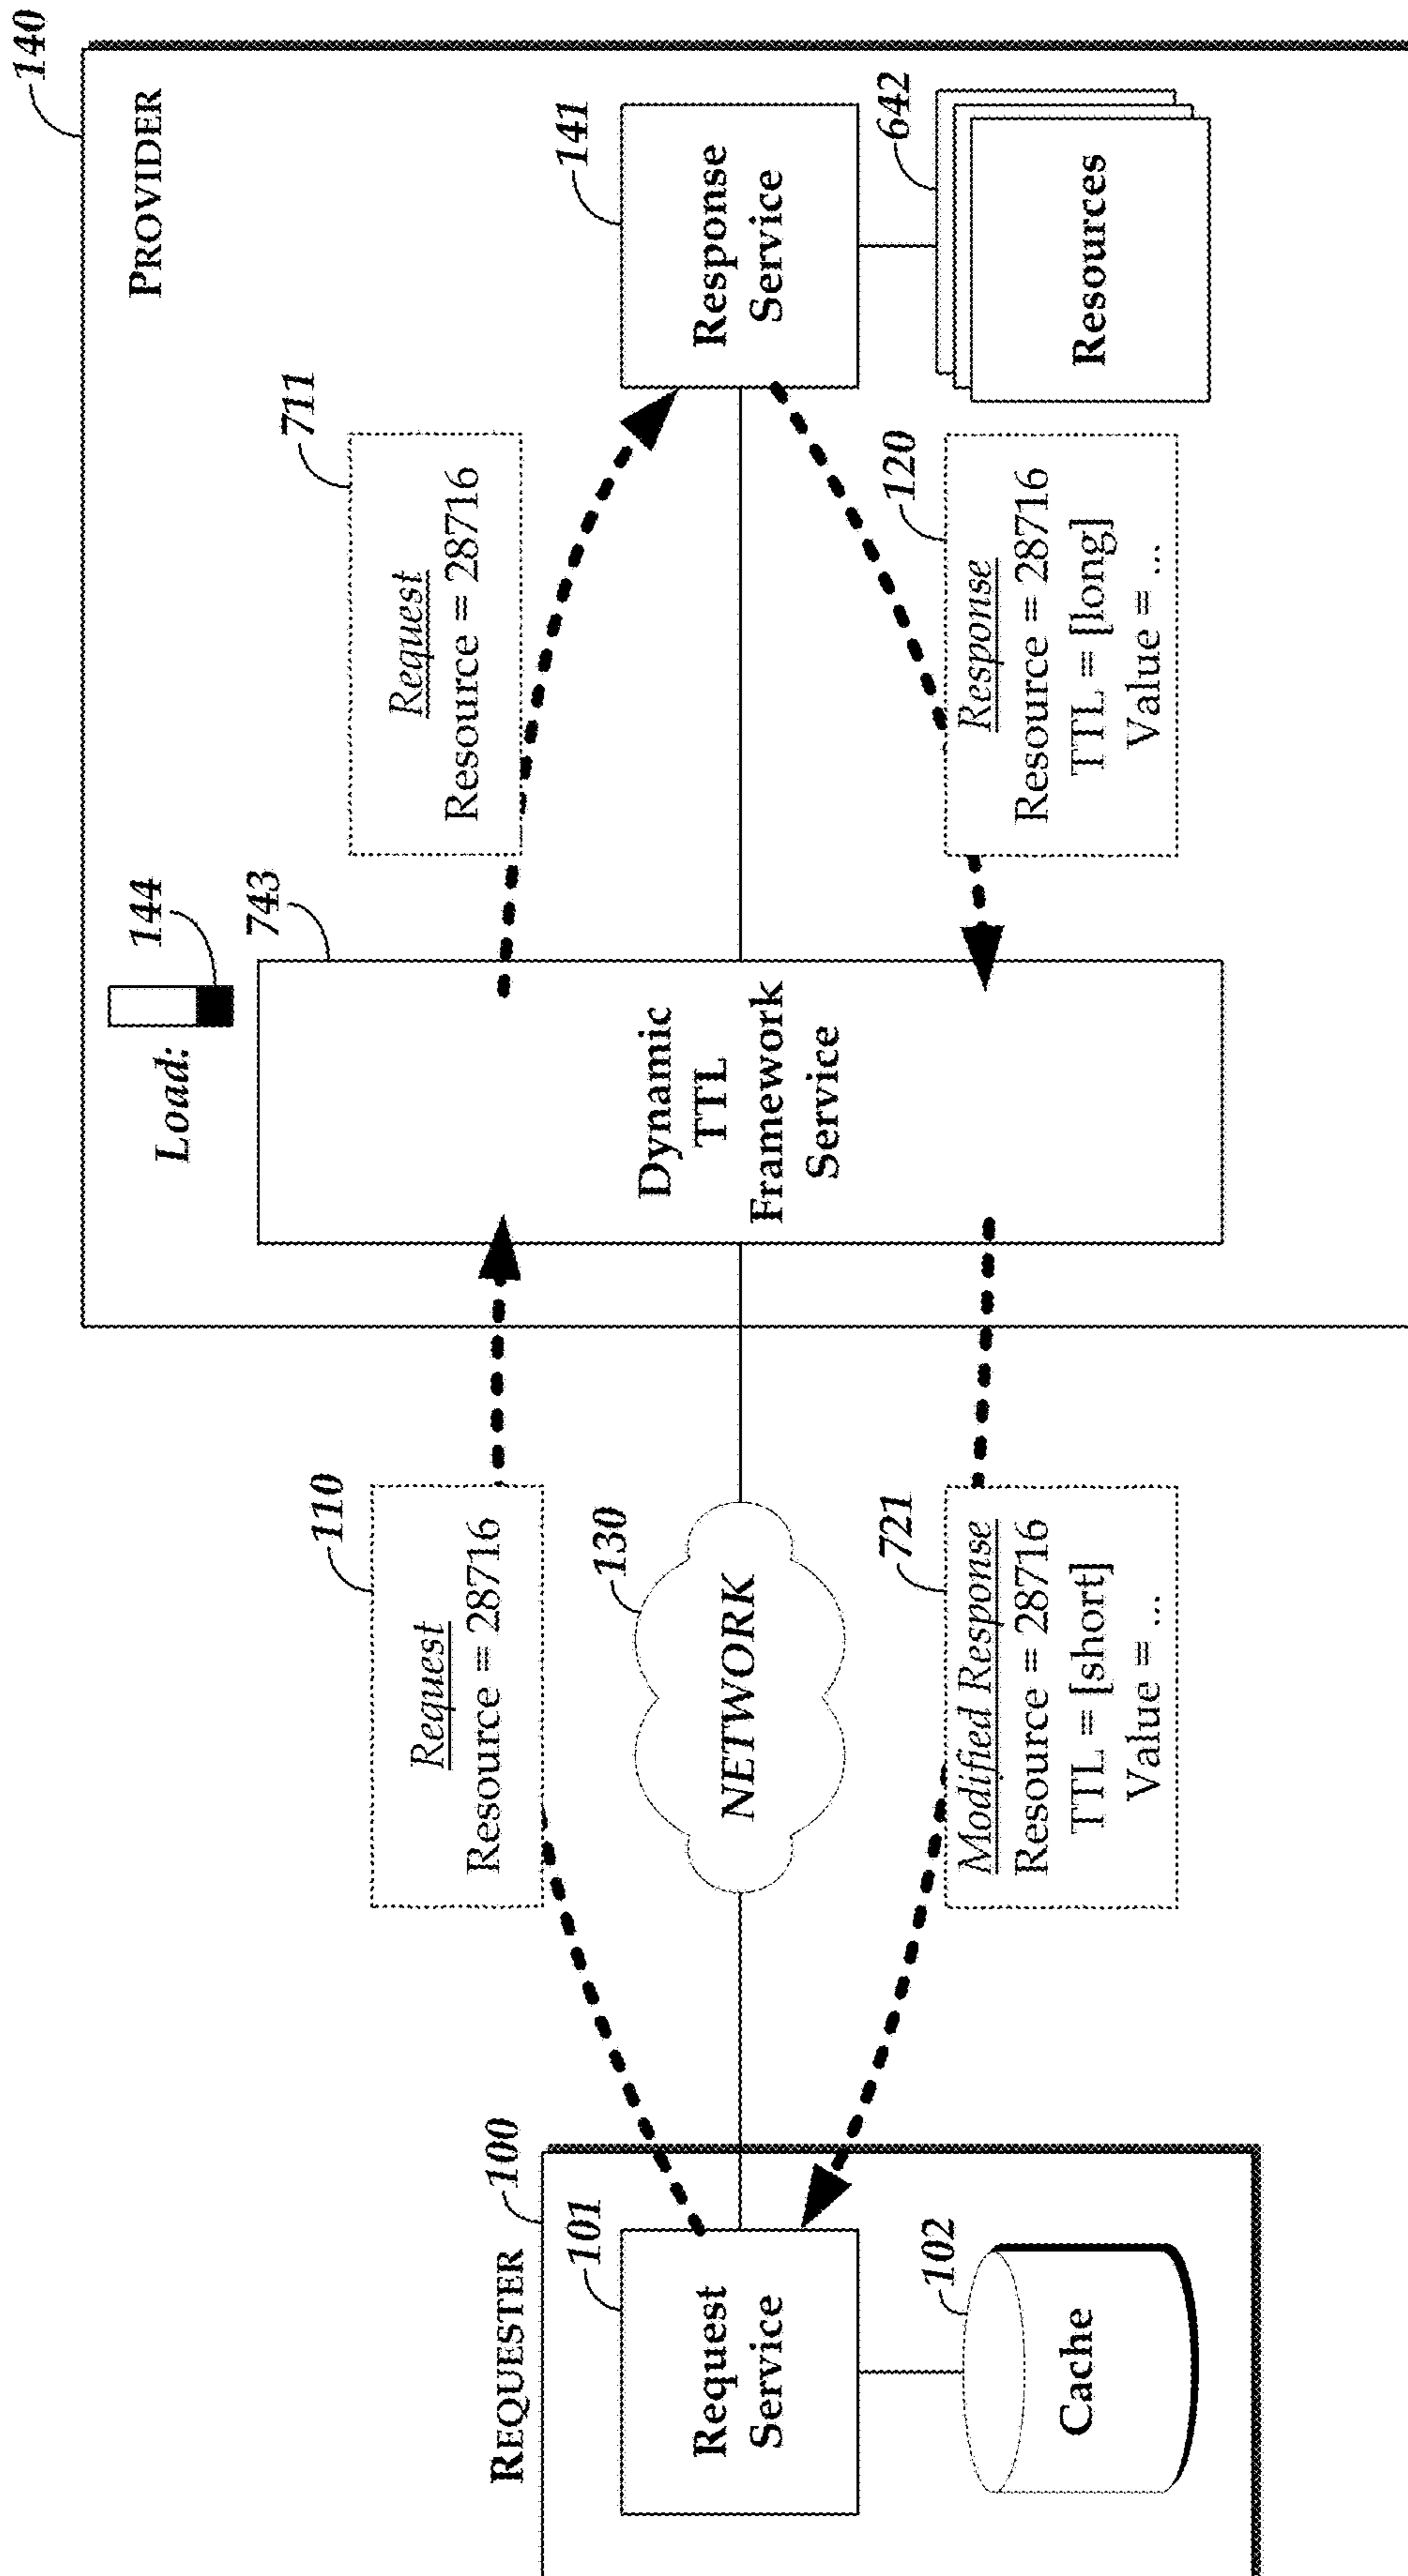 140
PROVIDER
Load:
144
743
711
Request
Resource = 28716
141
Response
Service
642
Resources
120
Response
Resource = 28716
TTL = [long]
Value = ...
Dynamic
TTL
Framework
Service
110
Request
Resource = 28716
130
NETWORK
721
Modified Response
Resource = 28716
TTL = [short]
Value = ...
REQUESTER
100
101
Request
Service
102
Cache